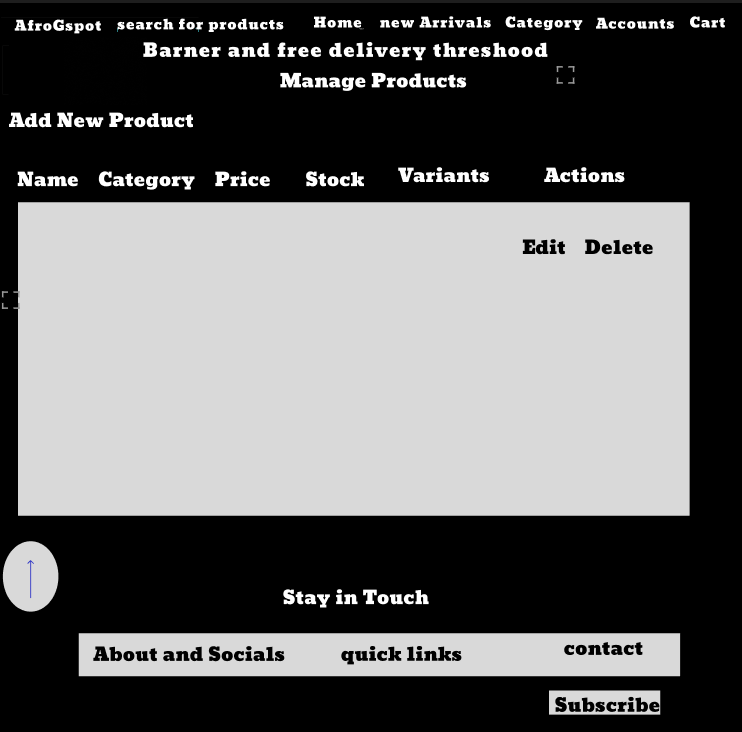 AfroGspot search for products Home new Arrivals Category Accounts Cart
Barner and free delivery threshood
Manage Products
Add New Product
Name Category Price Stock Variants Actions
Edit Delete
Stay in Touch
About and Socials quick links contact
Subscribe